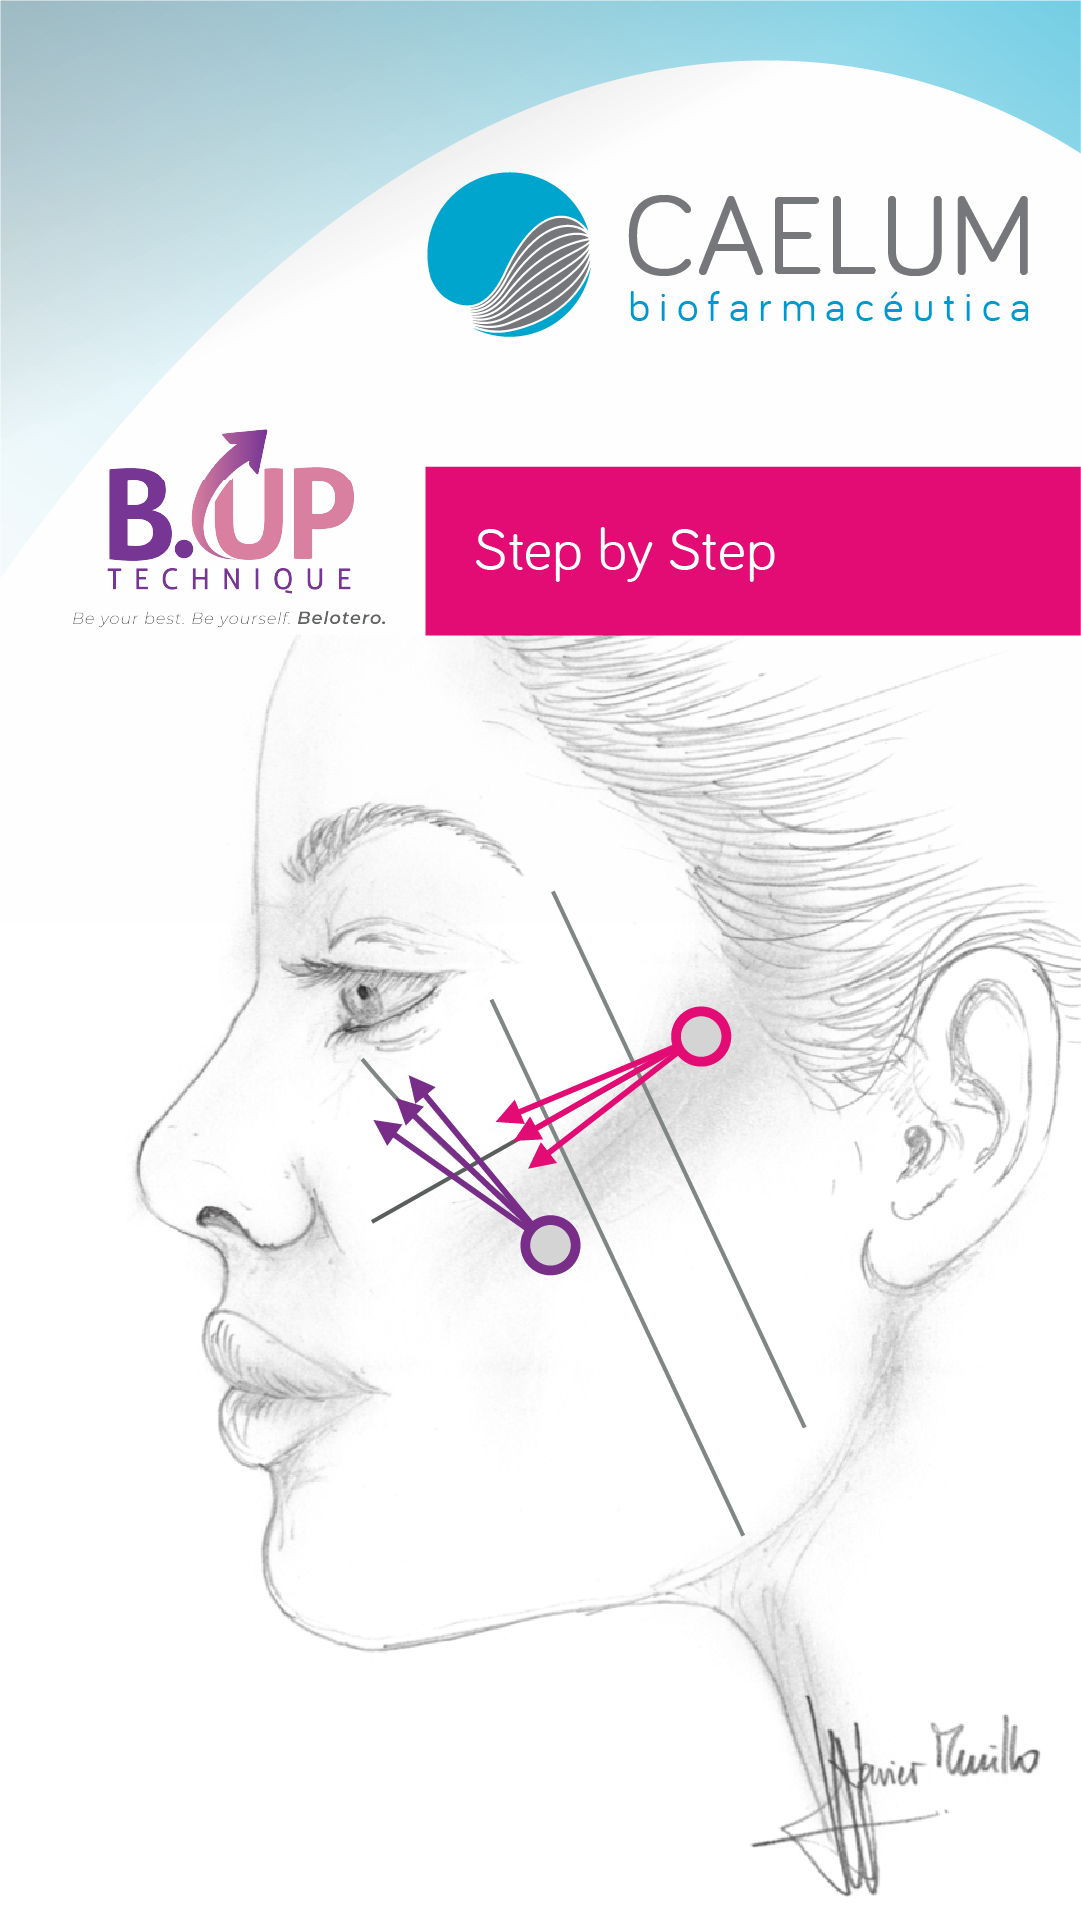 CAELUM
biofarmacéutica
B.UP
TECHNIQUE
Be your best. Be yourself. Belotero.
Step by Step
Javier Murillo